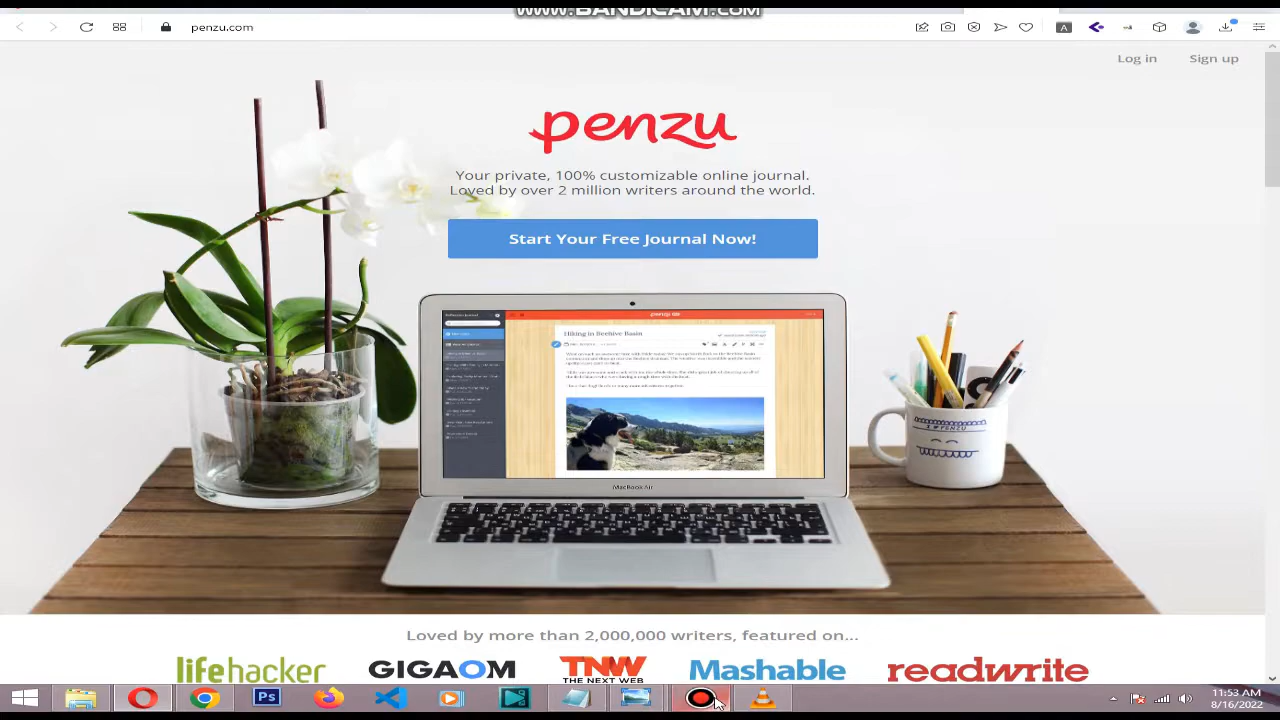 www.BANDICAM.com
penzu.com
Log in
Sign up
penzu
Your private, 100% customizable online journal.
Loved by over 2 million writers around the world.
Start Your Free Journal Now!
Hiking in Beehive Basin
MacBook Air
I ♥ PENZU
Loved by more than 2,000,000 writers, featured on...
lifehacker
GIGAOM
TNW
THE NEXT WEB
Mashable
readwrite
Ps
11:53 AM
8/16/2022